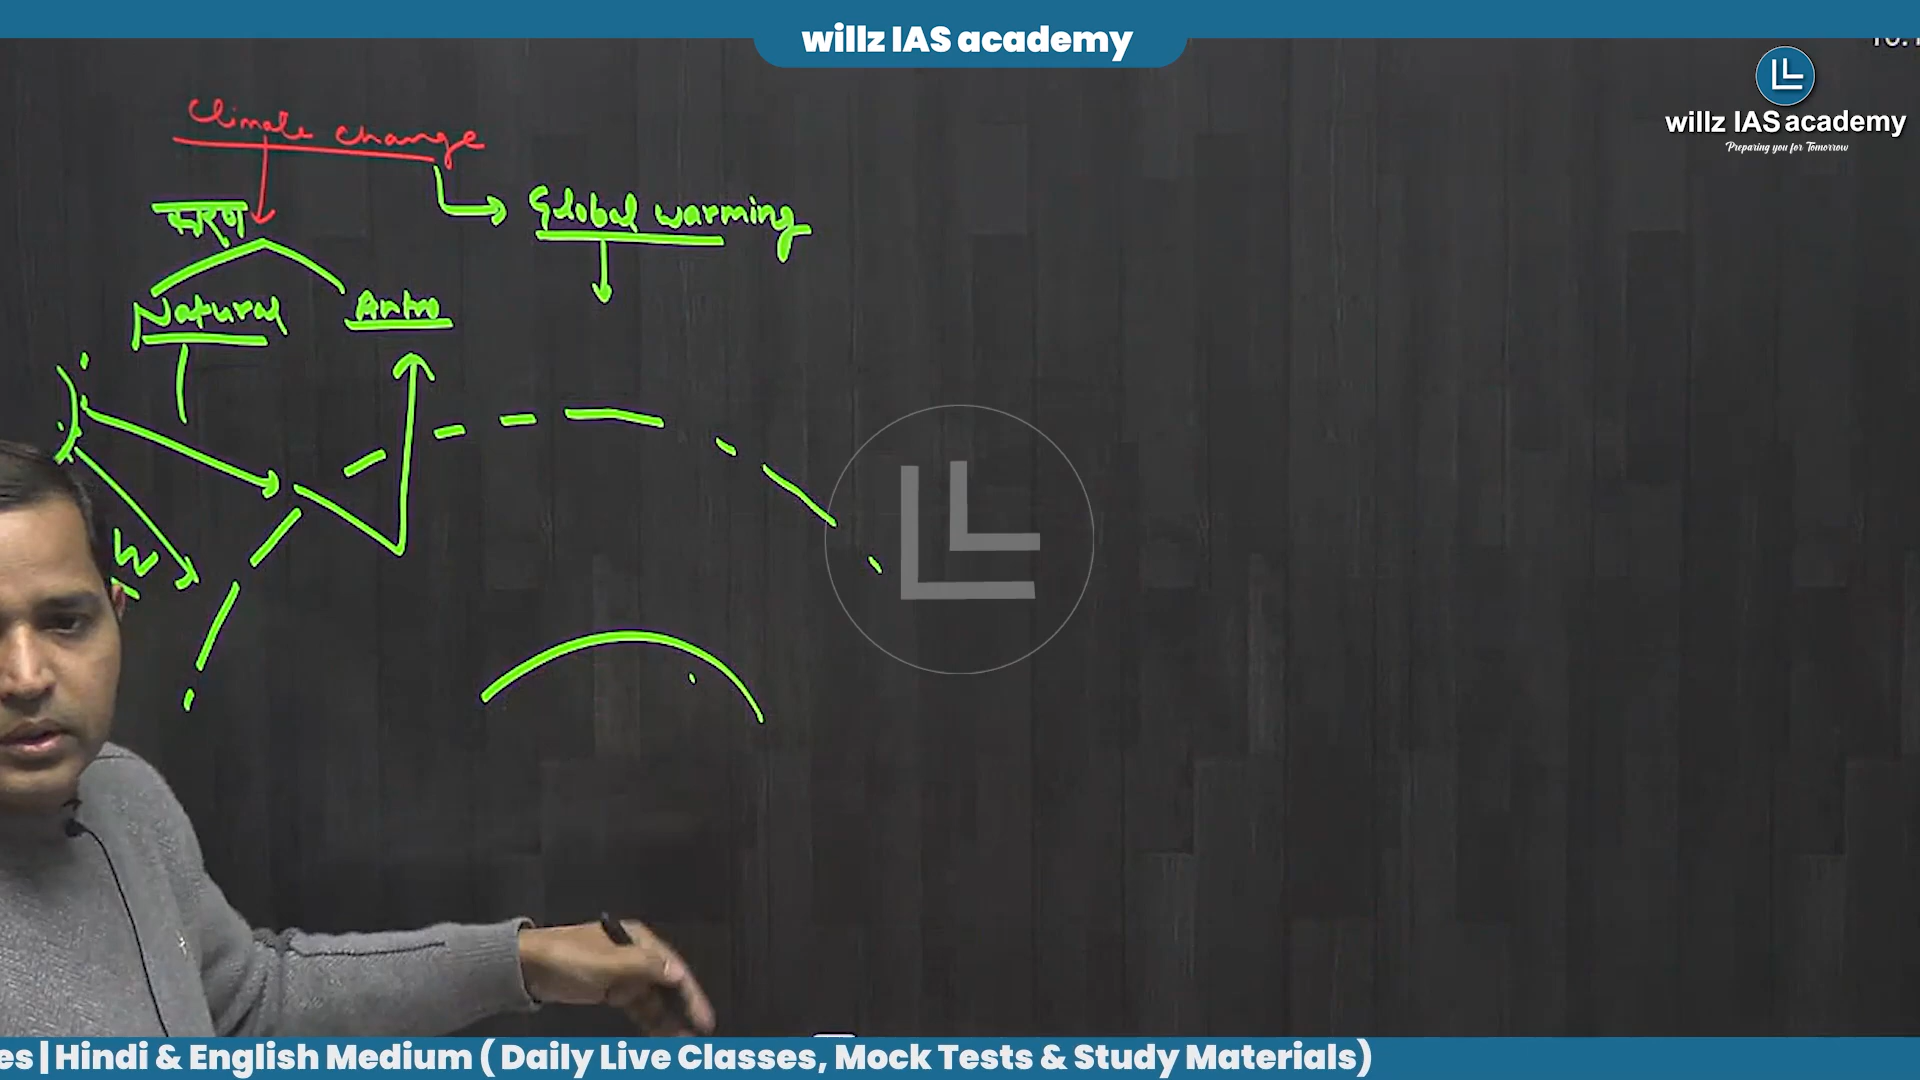 willz IAS academy
willz IAS academy
Preparing you for Tomorrow
Climate change
कारण
Global warming
Natural
Antro
W
es | Hindi & English Medium ( Daily Live Classes, Mock Tests & Study Materials)